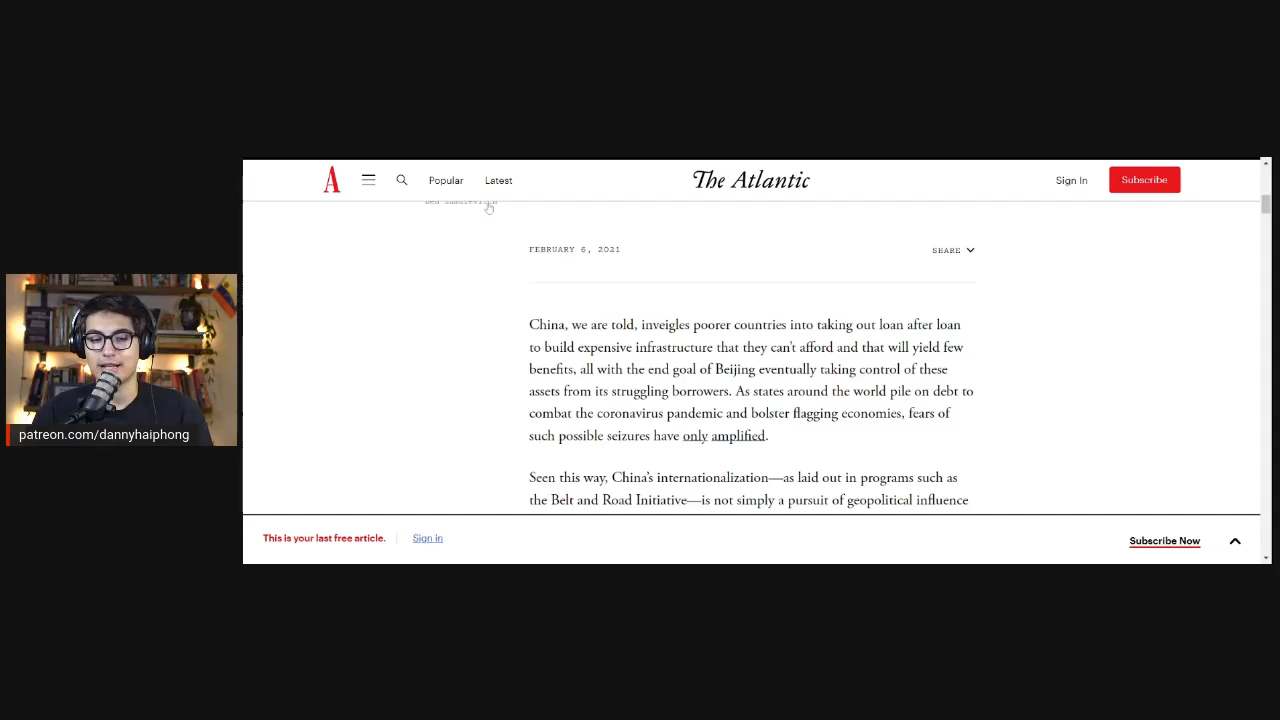 Popular
Latest
The Atlantic
Sign In
Subscribe
FEBRUARY 6, 2021
SHARE
China, we are told, inveigles poorer countries into taking out loan after loan
to build expensive infrastructure that they can't afford and that will yield few
benefits, all with the end goal of Beijing eventually taking control of these
assets from its struggling borrowers. As states around the world pile on debt to
combat the coronavirus pandemic and bolster flagging economies, fears of
such possible seizures have only amplified.
Seen this way, China's internationalization—as laid out in programs such as
the Belt and Road Initiative—is not simply a pursuit of geopolitical influence
This is your last free article.
Sign in
Subscribe Now
patreon.com/dannyhaiphong